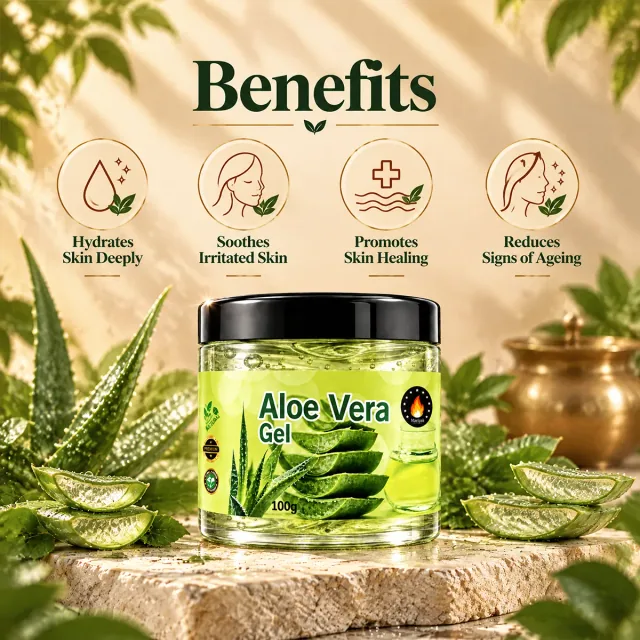 Benefits
Hydrates
Skin Deeply
Soothes
Irritated Skin
Promotes
Skin Healing
Reduces
Signs of Ageing
Aloe Vera
Gel
100g